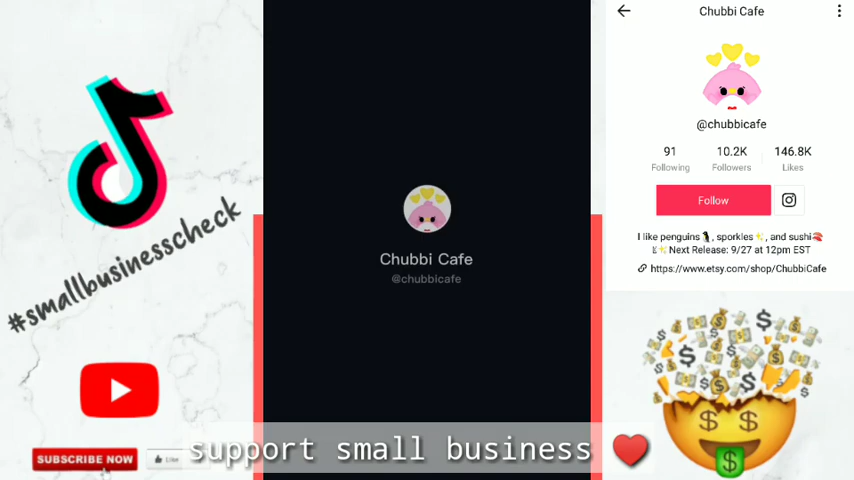 #smallbusinesscheck
SUBSCRIBE NOW
Like
Chubbi Cafe
@chubbicafe
support small business
Chubbi Cafe
@chubbicafe
91
Following
10.2K
Followers
146.8K
Likes
Follow
I like penguins🐧, sporkles✨, and sushi🍣
Next Release: 9/27 at 12pm EST
https://www.etsy.com/shop/ChubbiCafe